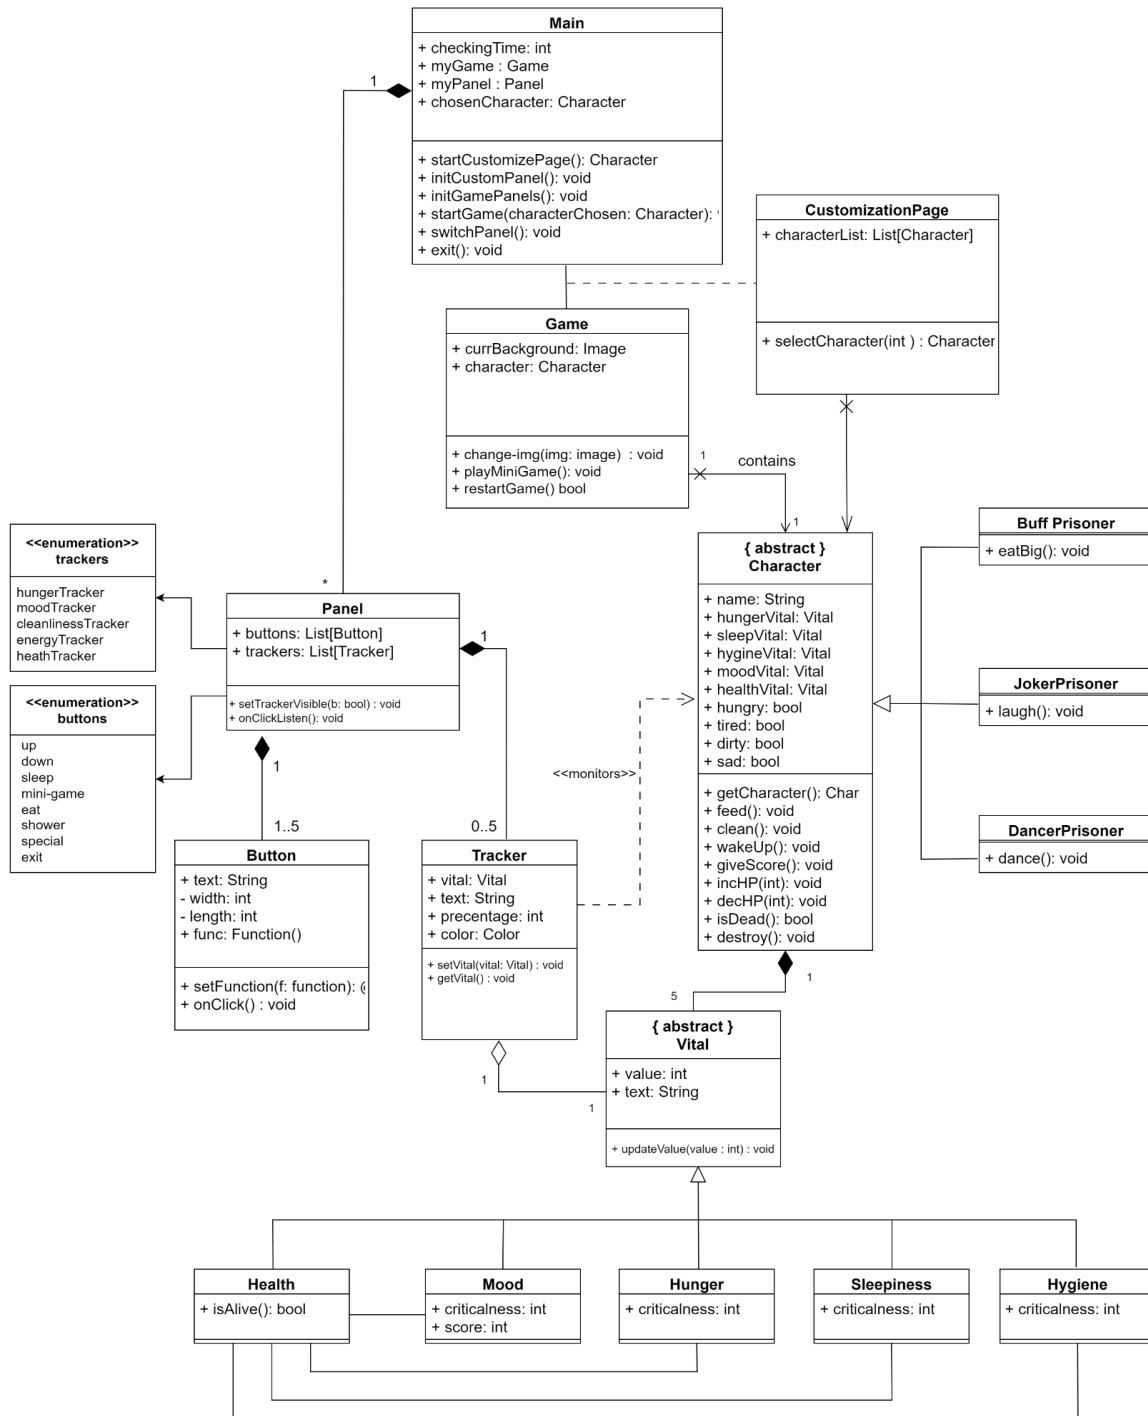 Main
+ checkingTime: int
+ myGame : Game
+ myPanel : Panel
+ chosenCharacter: Character
+ startCustomizePage(): Character
+ initCustomPanel(): void
+ initGamePanels(): void
+ startGame(characterChosen: Character):
+ switchPanel(): void
+ exit(): void
1
*
CustomizationPage
+ characterList: List[Character]
+ selectCharacter(int ) : Character
Game
+ currBackground: Image
+ character: Character
+ change-img(img: image) : void
+ playMiniGame(): void
+ restartGame() bool
1
contains
1
<<enumeration>>
trackers
hungerTracker
moodTracker
cleanlinessTracker
energyTracker
heathTracker
<<enumeration>>
buttons
up
down
sleep
mini-game
eat
shower
special
exit
Panel
+ buttons: List[Button]
+ trackers: List[Tracker]
+ setTrackerVisible(b: bool) : void
+ onClickListen(): void
1
1
1..5
0..5
Button
+ text: String
- width: int
- length: int
+ func: Function()
+ setFunction(f: function):
+ onClick() : void
Tracker
+ vital: Vital
+ text: String
+ precentage: int
+ color: Color
+ setVital(vital: Vital) : void
+ getVital() : void
<<monitors>>
{ abstract }
Character
+ name: String
+ hungerVital: Vital
+ sleepVital: Vital
+ hygineVital: Vital
+ moodVital: Vital
+ healthVital: Vital
+ hungry: bool
+ tired: bool
+ dirty: bool
+ sad: bool
+ getCharacter(): Char
+ feed(): void
+ clean(): void
+ wakeUp(): void
+ giveScore(): void
+ incHP(int): void
+ decHP(int): void
+ isDead(): bool
+ destroy(): void
Buff Prisoner
+ eatBig(): void
JokerPrisoner
+ laugh(): void
DancerPrisoner
+ dance(): void
1
5
1
1
{ abstract }
Vital
+ value: int
+ text: String
+ updateValue(value : int) : void
Health
+ isAlive(): bool
Mood
+ criticalness: int
+ score: int
Hunger
+ criticalness: int
Sleepiness
+ criticalness: int
Hygiene
+ criticalness: int